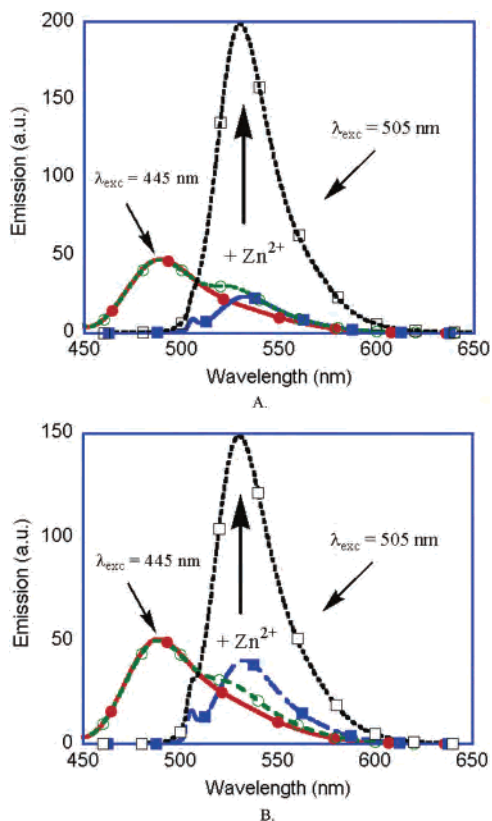 200
150
100
50
0
Emission (a.u.)
λexc = 445 nm
λexc = 505 nm
+ Zn2+
450 500 550 600 650
Wavelength (nm)
A.
150
100
50
0
Emission (a.u.)
λexc = 445 nm
λexc = 505 nm
+ Zn2+
450 500 550 600 650
Wavelength (nm)
B.